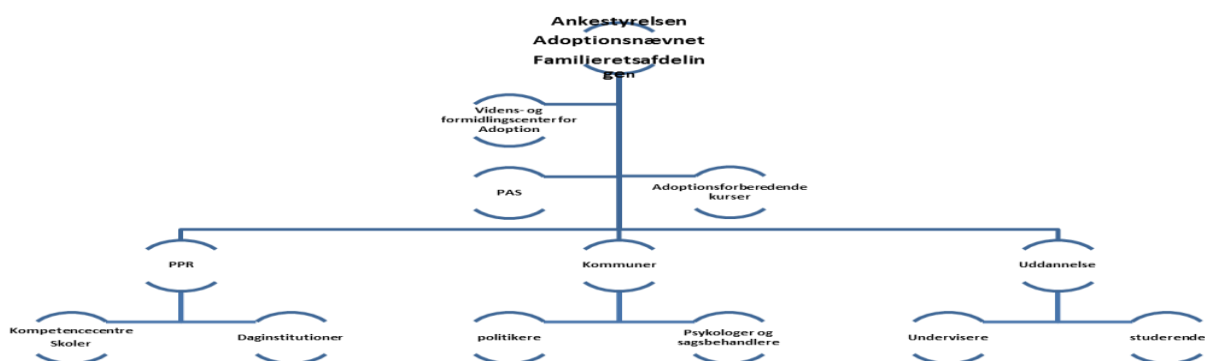 Ankestyrelsen
Adoptionsnævnet
Familieretsafdelin
gen
Videns- og
formidlingscenter for
Adoption
PAS
Adoptionsforberedende
kurser
PPR
Kommuner
Uddannelse
Kompetencecentre
Skoler
Daginstitutioner
politikere
Psykologer og
sagsbehandlere
Undervisere
studerende